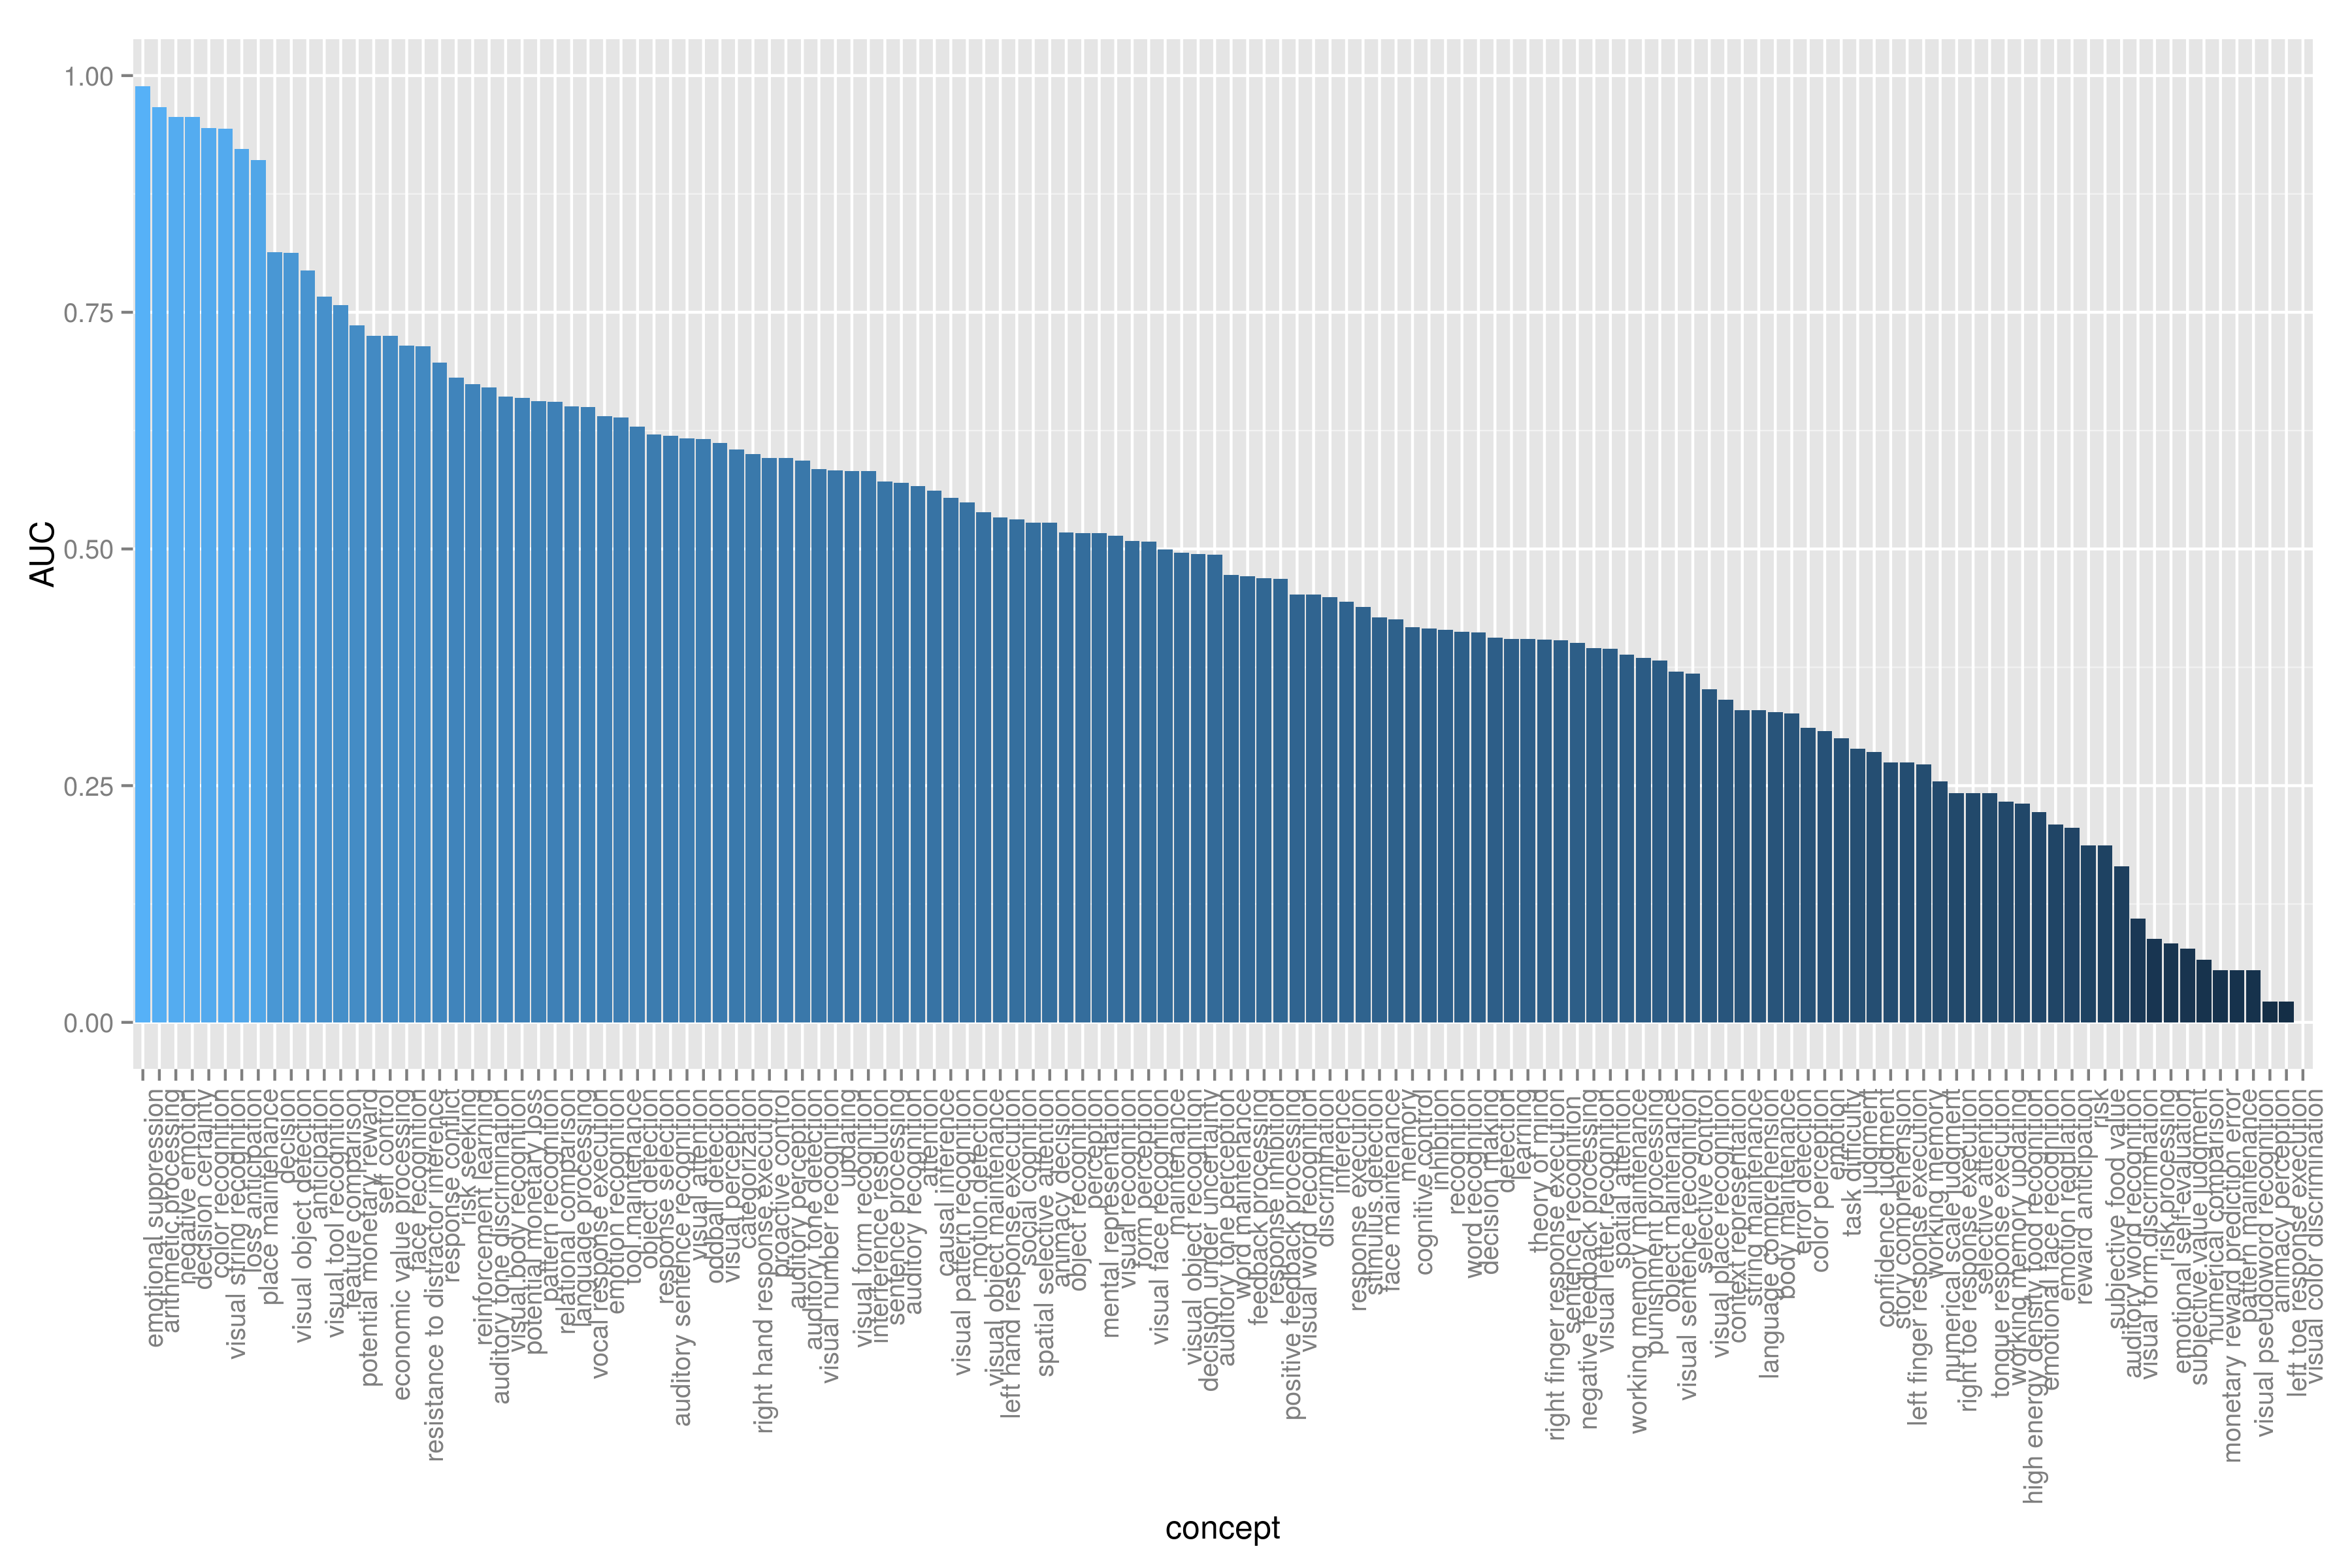 1.00
0.75
0.50
0.25
0.00
AUC
emotional suppression
arithmetic processing
negative emotion
decision certainty
color recognition
visual string recognition
loss anticipation
place maintenance
decision
visual object detection
anticipation
visual tool recognition
feature comparison
potential monetary reward
self control
economic value processing
face recognition
resistance to distractor interference
response conflict
risk seeking
reinforcement learning
auditory tone discrimination
visual body recognition
potential monetary loss
pattern recognition
relational comparison
language processing
vocal response execution
emotion recognition
tool maintenance
object detection
response selection
auditory sentence recognition
visual attention
oddball detection
visual perception
categorization
right hand response execution
proactive control
auditory perception
auditory tone detection
visual number recognition
updating
visual form recognition
interference resolution
sentence processing
auditory recognition
attention
causal inference
visual pattern recognition
motion detection
visual object maintenance
left hand response execution
social cognition
spatial selective attention
animacy decision
object recognition
perception
mental representation
visual recognition
form perception
visual face recognition
maintenance
visual object recognition
decision under uncertainty
auditory tone perception
word maintenance
feedback processing
response inhibition
positive feedback processing
visual word recognition
discrimination
inference
response execution
stimulus detection
face maintenance
memory
cognitive control
inhibition
recognition
word recognition
decision making
detection
learning
theory of mind
right finger response execution
sentence recognition
negative feedback processing
visual letter recognition
spatial attention
working memory maintenance
punishment processing
object maintenance
visual sentence recognition
selective control
visual place recognition
context representation
string maintenance
language comprehension
body maintenance
error detection
color perception
emotion
task difficulty
judgment
confidence judgment
story comprehension
left finger response execution
working memory
numerical scale judgment
right toe response execution
selective attention
tongue response execution
working memory updating
high energy density food recognition
emotional face recognition
emotion regulation
reward anticipation
risk
subjective food value
auditory word recognition
visual form discrimination
risk processing
emotional self-evaluation
subjective value judgment
numerical comparison
monetary reward prediction error
pattern maintenance
visual pseudoword recognition
animacy perception
left toe response execution
visual color discrimination
concept